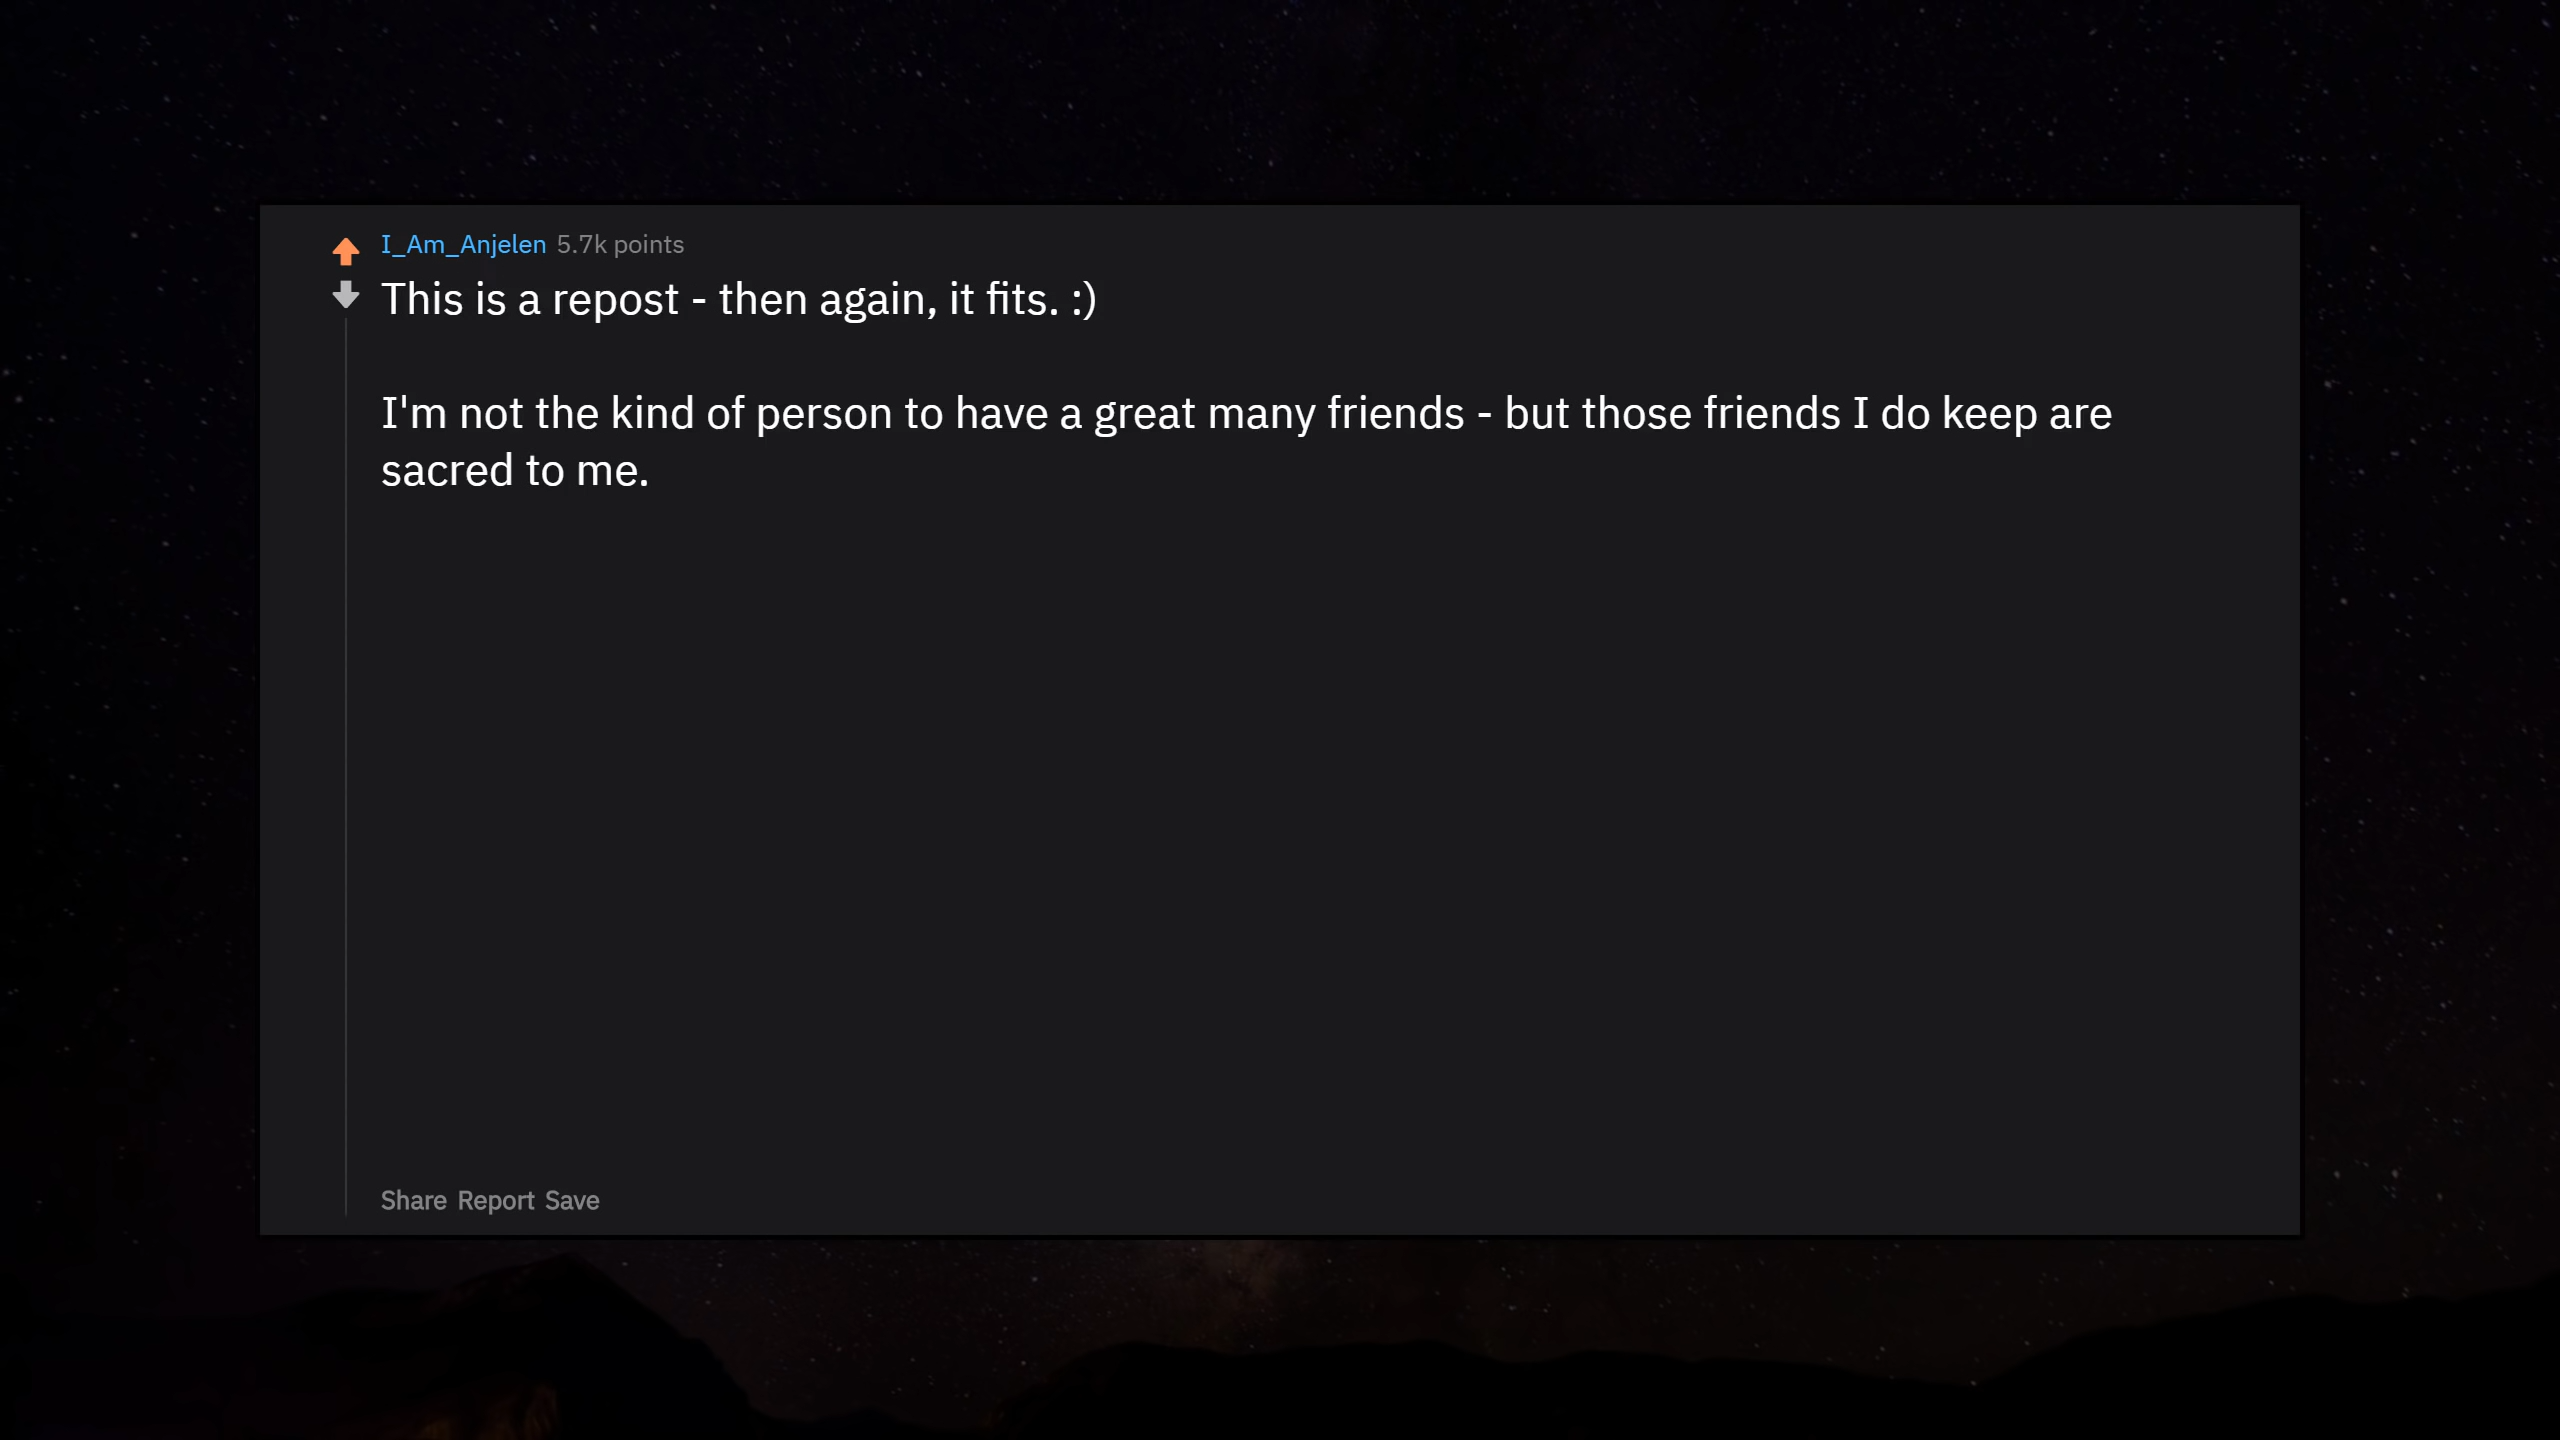 I_Am_Anjelen 5.7k points
This is a repost - then again, it fits. :)
I'm not the kind of person to have a great many friends - but those friends I do keep are
sacred to me.
Share Report Save